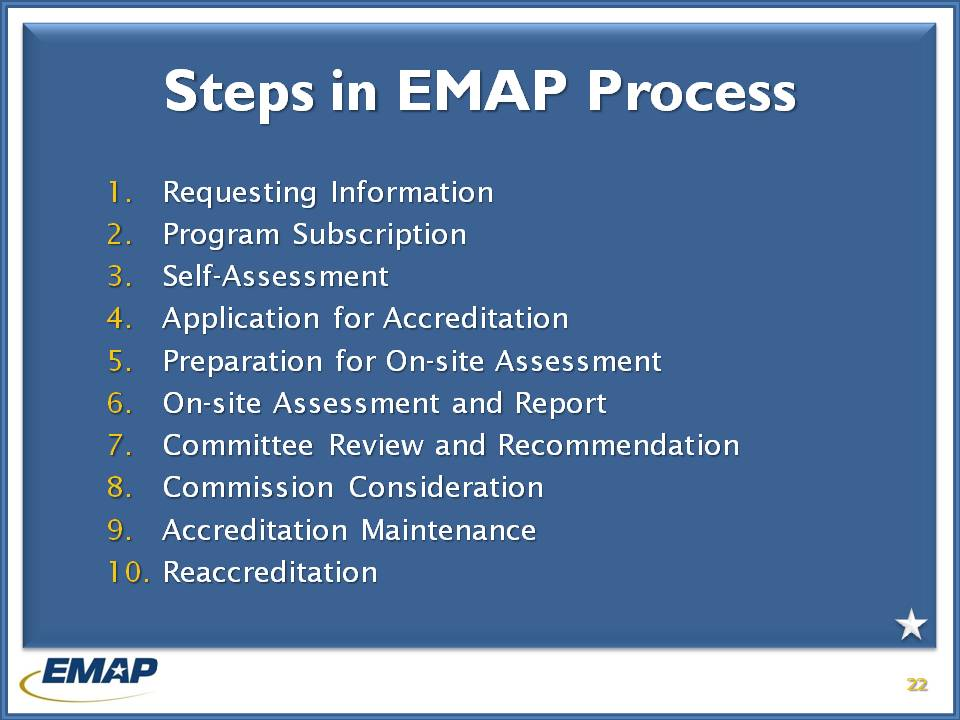 Steps in EMAP Process
1. Requesting Information
2. Program Subscription
3. Self-Assessment
4. Application for Accreditation
5. Preparation for On-site Assessment
6. On-site Assessment and Report
7. Committee Review and Recommendation
8. Commission Consideration
9. Accreditation Maintenance
10. Reaccreditation
EMAP
22